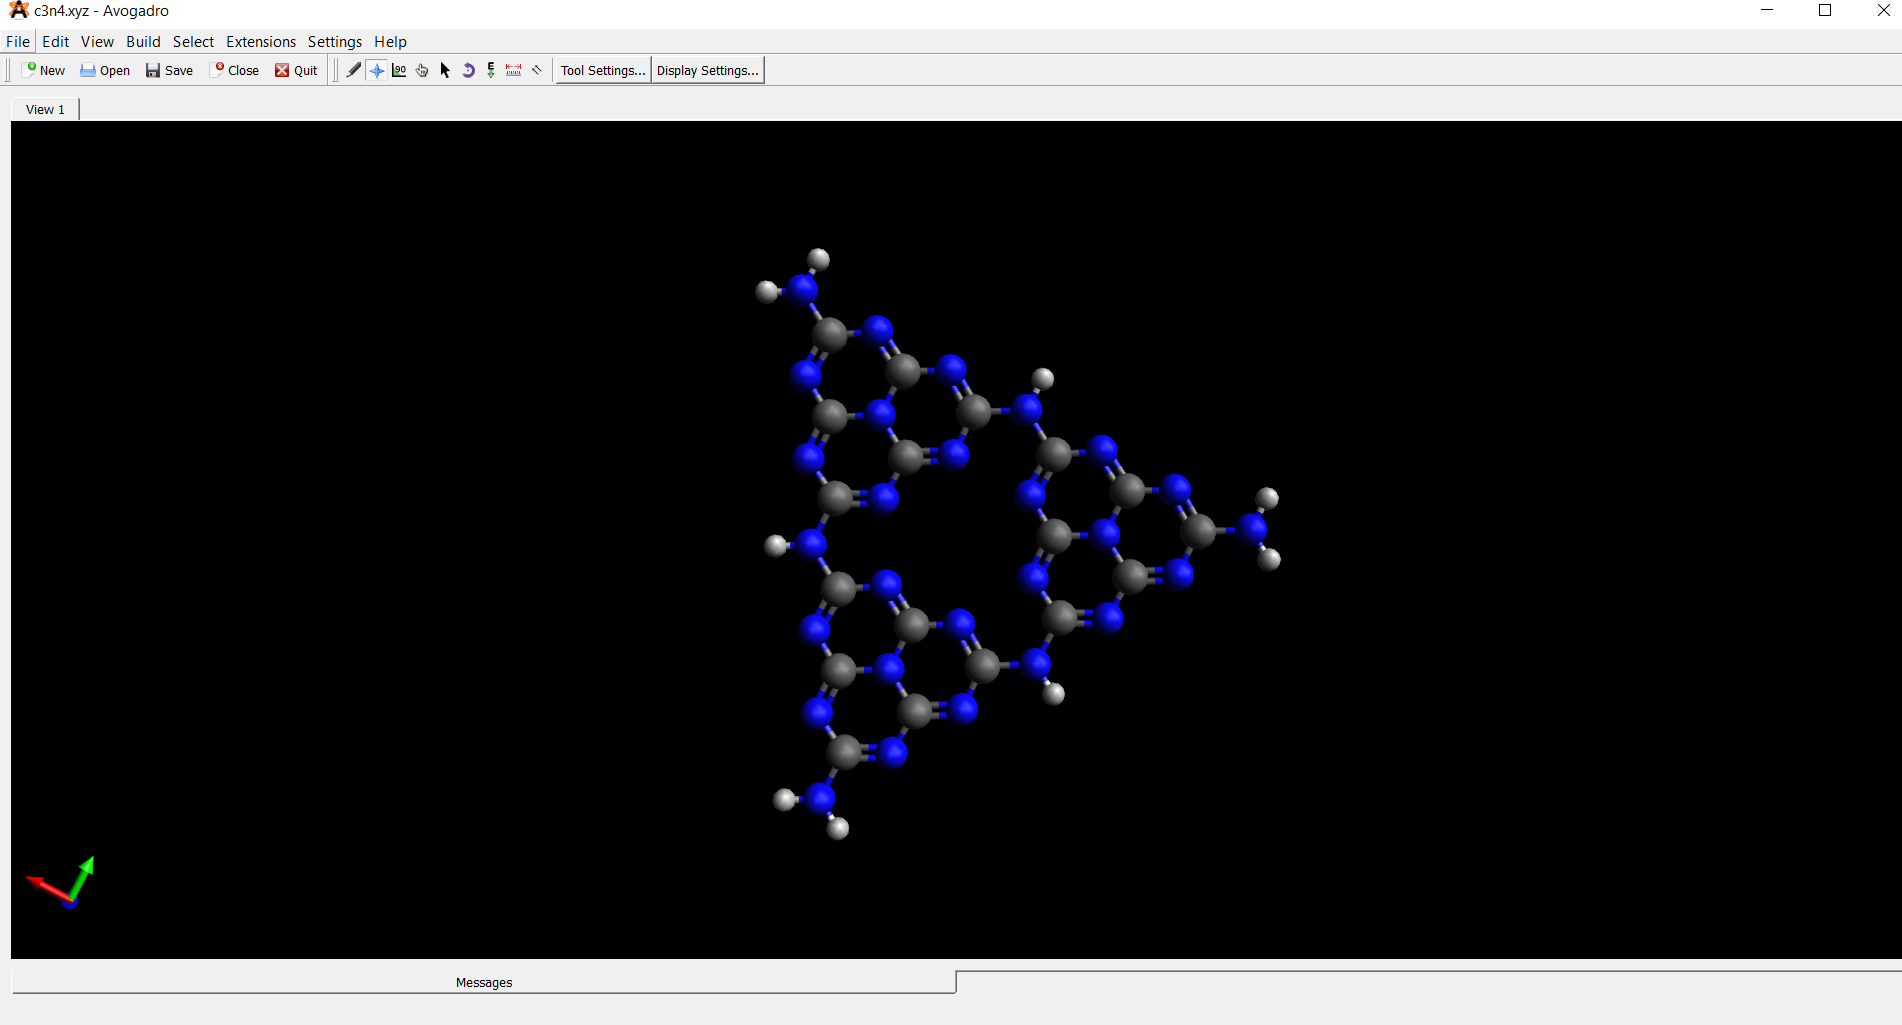 c3n4.xyz - Avogadro
File Edit View Build Select Extensions Settings Help
New Open Save Close Quit 90 E Tool Settings... Display Settings...
View 1
Messages